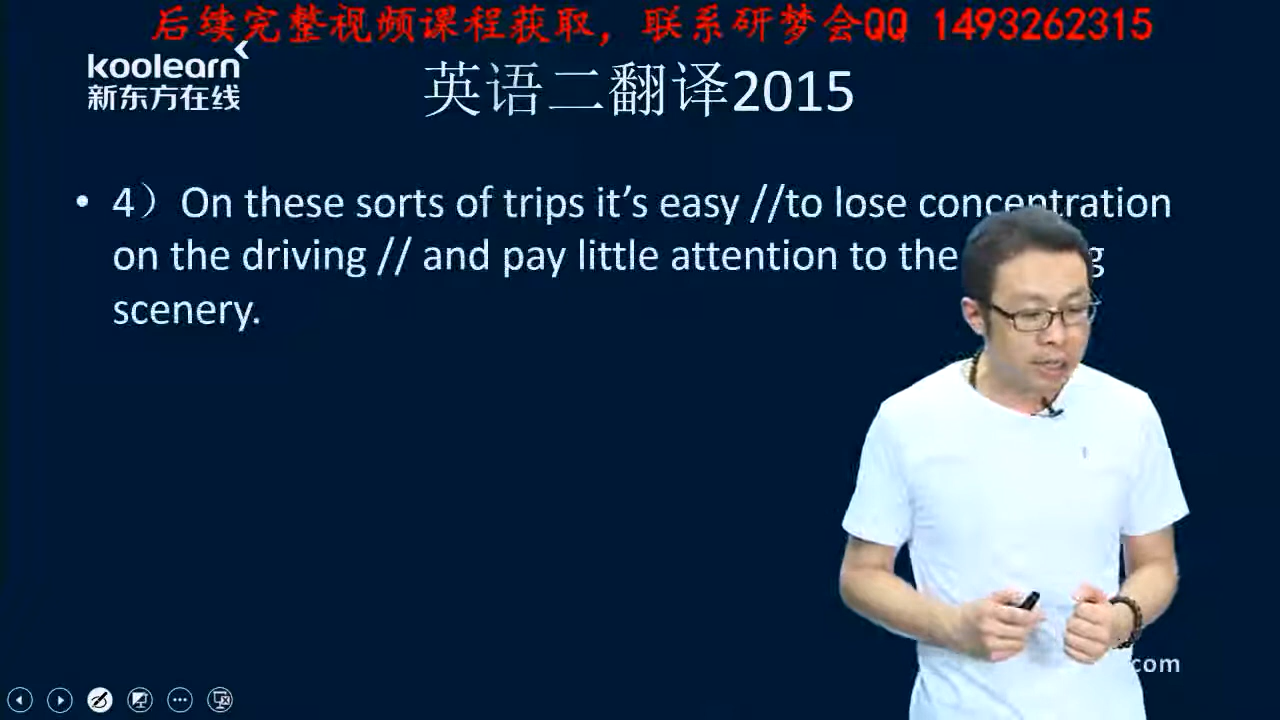 后续完整视频课程获取，联系研梦会QQ 1493262315
koolearn
新东方在线
英语二翻译2015
• 4）On these sorts of trips it’s easy //to lose concentration
on the driving // and pay little attention to the
scenery.
com